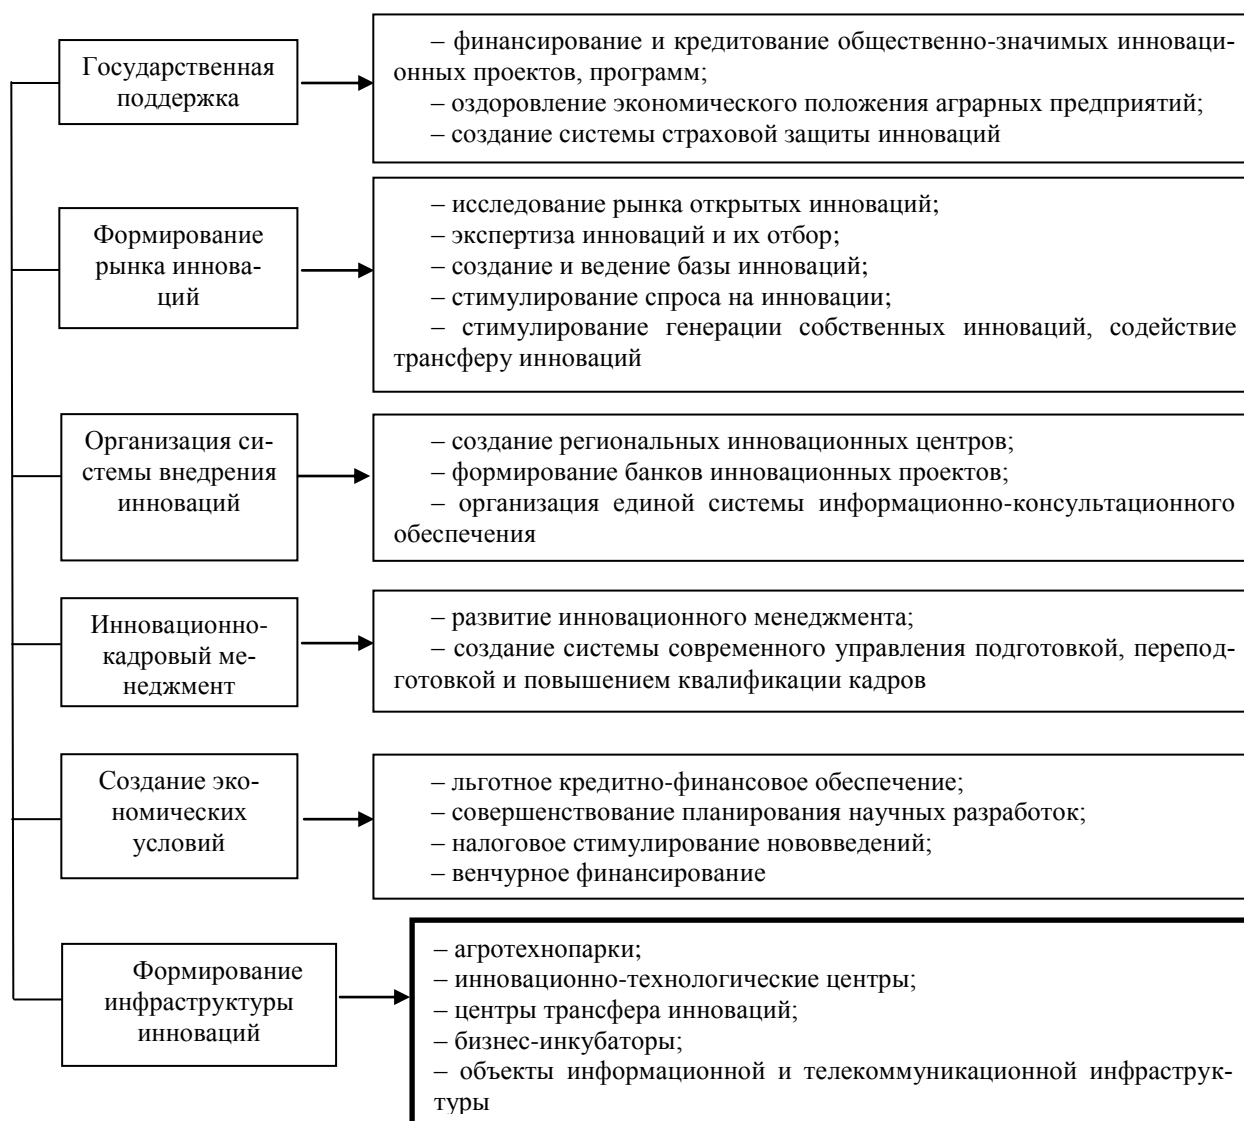 Государственная
поддержка
– финансирование и кредитование общественно-значимых инноваци-
онных проектов, программ;
– оздоровление экономического положения аграрных предприятий;
– создание системы страховой защиты инноваций
Формирование
рынка иннова-
ций
– исследование рынка открытых инноваций;
– экспертиза инноваций и их отбор;
– создание и ведение базы инноваций;
– стимулирование спроса на инновации;
– стимулирование генерации собственных инноваций, содействие
трансферу инноваций
Организация си-
стемы внедрения
инноваций
– создание региональных инновационных центров;
– формирование банков инновационных проектов;
– организация единой системы информационно-консультационного
обеспечения
Инновационно-
кадровый ме-
неджмент
– развитие инновационного менеджмента;
– создание системы современного управления подготовкой, перепод-
готовкой и повышением квалификации кадров
Создание эко-
номических
условий
– льготное кредитно-финансовое обеспечение;
– совершенствование планирования научных разработок;
– налоговое стимулирование нововведений;
– венчурное финансирование
Формирование
инфраструктуры
инноваций
– агротехнопарки;
– инновационно-технологические центры;
– центры трансфера инноваций;
– бизнес-инкубаторы;
– объекты информационной и телекоммуникационной инфраструк-
туры